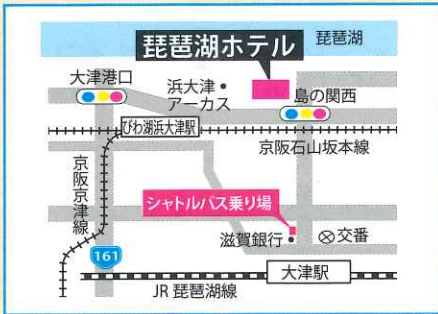 琵琶湖
琵琶湖ホテル
大津港口
浜大津
アーカス
島の関西
びわ湖浜大津駅
京阪石山坂本線
京阪京津線
シャトルバス乗り場
滋賀銀行
交番
161
大津駅
JR 琵琶湖線